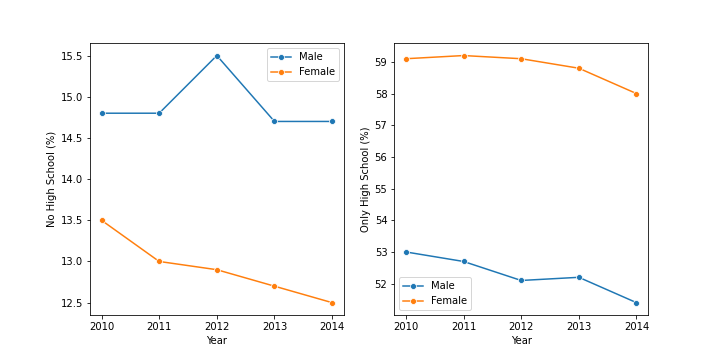 No High School (%)
15.5
15.0
14.5
14.0
13.5
13.0
12.5
2010 2011 2012 2013 2014
Year
Male
Female
Only High School (%)
59
58
57
56
55
54
53
52
2010 2011 2012 2013 2014
Year
Male
Female